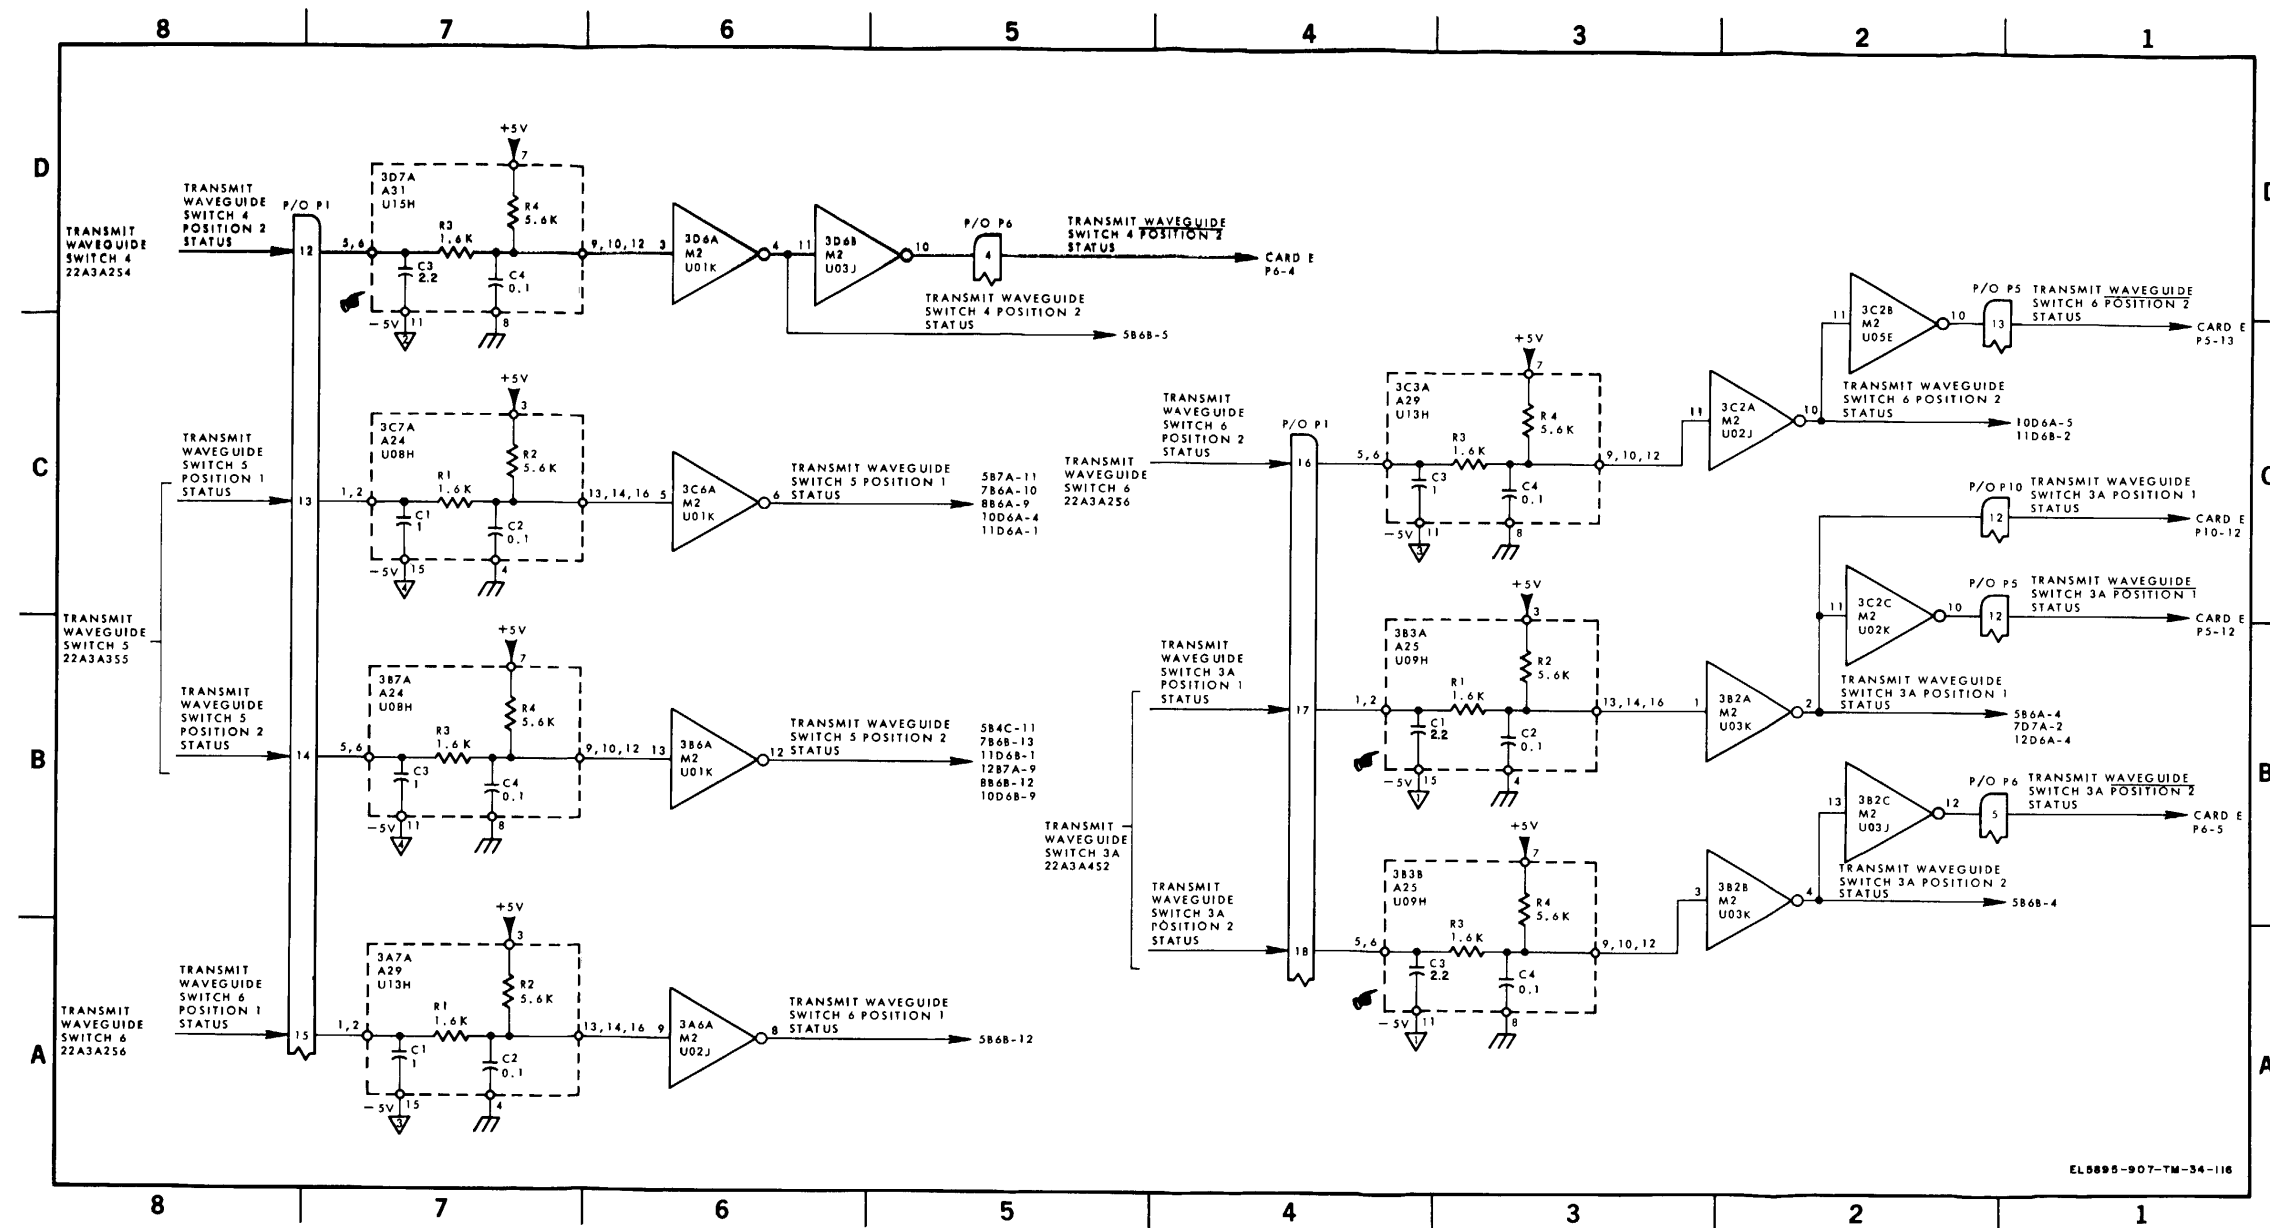 8 7 6 5 4 3 2 1
D
C
B
A
TRANSMIT
WAVEGUIDE
SWITCH 4
22A3A2S4
TRANSMIT
WAVEGUIDE
SWITCH 4
POSITION 2
STATUS
P/O P1
12
5,6
+5V
7
3D7A
A31
U15H
R3
1.6K
R4
5.6K
C3
2.2
C4
0.1
-5V
11
2
8
9,10,12
3
3D6A
M2
U01K
4
11
3D6B
M2
U03J
10
P/O P6
4
TRANSMIT WAVEGUIDE
SWITCH 4 POSITION 2
STATUS
CARD E
P6-4
TRANSMIT WAVEGUIDE
SWITCH 4 POSITION 2
STATUS
5B6B-5
TRANSMIT
WAVEGUIDE
SWITCH 5
22A3A3S5
TRANSMIT
WAVEGUIDE
SWITCH 5
POSITION 1
STATUS
13
1,2
+5V
3
3C7A
A24
U08H
R1
1.6K
R2
5.6K
C1
1
C2
0.1
-5V
15
4
4
13,14,16
5
3C6A
M2
U01K
6
TRANSMIT WAVEGUIDE
SWITCH 5 POSITION 1
STATUS
5B7A-11
7B6A-10
8B6A-9
10D6A-4
11D6A-1
TRANSMIT
WAVEGUIDE
SWITCH 5
POSITION 2
STATUS
14
5,6
+5V
7
3B7A
A24
U08H
R3
1.6K
R4
5.6K
C3
1
C4
0.1
-5V
11
4
8
9,10,12
13
3B6A
M2
U01K
12
TRANSMIT WAVEGUIDE
SWITCH 5 POSITION 2
STATUS
5B4C-11
7B6B-13
11D6B-1
12B7A-9
8B6B-12
10D6B-9
TRANSMIT
WAVEGUIDE
SWITCH 6
22A3A2S6
TRANSMIT
WAVEGUIDE
SWITCH 6
POSITION 1
STATUS
15
1,2
+5V
3
3A7A
A29
U13H
R1
1.6K
R2
5.6K
C1
1
C2
0.1
-5V
15
3
4
13,14,16
9
3A6A
M2
U02J
8
TRANSMIT WAVEGUIDE
SWITCH 6 POSITION 1
STATUS
5B6B-12
TRANSMIT
WAVEGUIDE
SWITCH 6
22A3A2S6
TRANSMIT
WAVEGUIDE
SWITCH 6
POSITION 2
STATUS
P/O P1
16
5,6
+5V
7
3C3A
A29
U13H
R3
1.6K
R4
5.6K
C3
1
C4
0.1
-5V
11
3
8
9,10,12
11
3C2A
M2
U02J
10
11
3C2B
M2
U05E
10
P/O P5
13
TRANSMIT WAVEGUIDE
SWITCH 6 POSITION 2
STATUS
CARD E
P5-13
TRANSMIT WAVEGUIDE
SWITCH 6 POSITION 2
STATUS
10D6A-5
11D6B-2
TRANSMIT
WAVEGUIDE
SWITCH 3A
22A3A4S2
TRANSMIT
WAVEGUIDE
SWITCH 3A
POSITION 1
STATUS
17
1,2
+5V
3
3B3A
A25
U09H
R1
1.6K
R2
5.6K
C1
2.2
C2
0.1
-5V
15
1
4
13,14,16
1
3B2A
M2
U03K
2
P/O P10
12
TRANSMIT WAVEGUIDE
SWITCH 3A POSITION 1
STATUS
CARD E
P10-12
11
3C2C
M2
U02K
10
P/O P5
12
TRANSMIT WAVEGUIDE
SWITCH 3A POSITION 1
STATUS
CARD E
P5-12
TRANSMIT WAVEGUIDE
SWITCH 3A POSITION 1
STATUS
5B6A-4
7D7A-2
12D6A-4
TRANSMIT
WAVEGUIDE
SWITCH 3A
POSITION 2
STATUS
18
5,6
+5V
7
3B3B
A25
U09H
R3
1.6K
R4
5.6K
C3
2.2
C4
0.1
-5V
11
1
8
9,10,12
3
3B2B
M2
U03K
4
13
3B2C
M2
U03J
12
P/O P6
5
TRANSMIT WAVEGUIDE
SWITCH 3A POSITION 2
STATUS
CARD E
P6-5
TRANSMIT WAVEGUIDE
SWITCH 3A POSITION 2
STATUS
5B6B-4
D
C
B
A
EL5895-907-TM-34-116
8 7 6 5 4 3 2 1